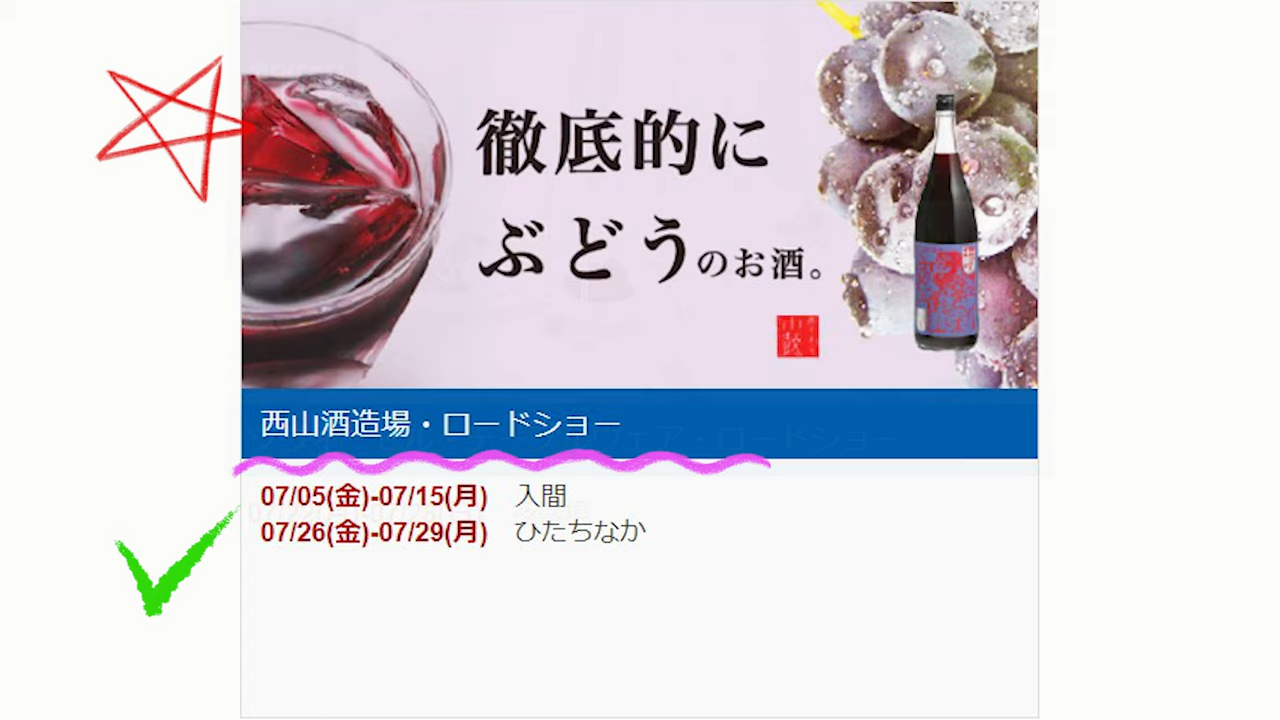 徹底的に
ぶどうのお酒。
西山酒造場・ロードショー
07/05(金)-07/15(月) 入間
07/26(金)-07/29(月) ひたちなか